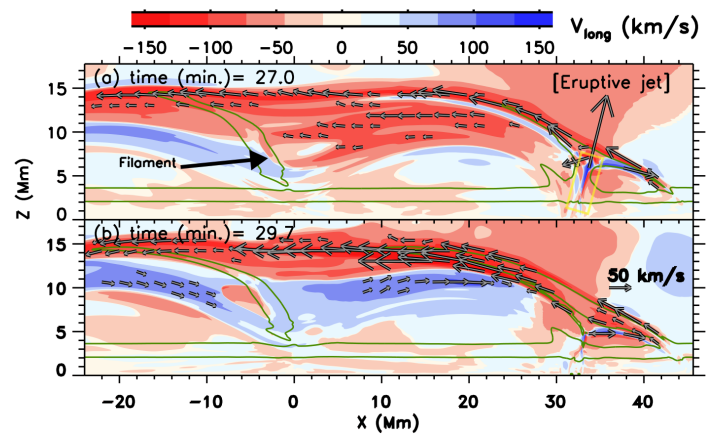 V_long (km/s)
-150 -100 -50 0 50 100 150
(a) time (min.)= 27.0
[Eruptive jet]
Filament
15
10
5
0
Z (Mm)
(b) time (min.)= 29.7
50 km/s
15
10
5
0
-20 -10 0 10 20 30 40
X (Mm)